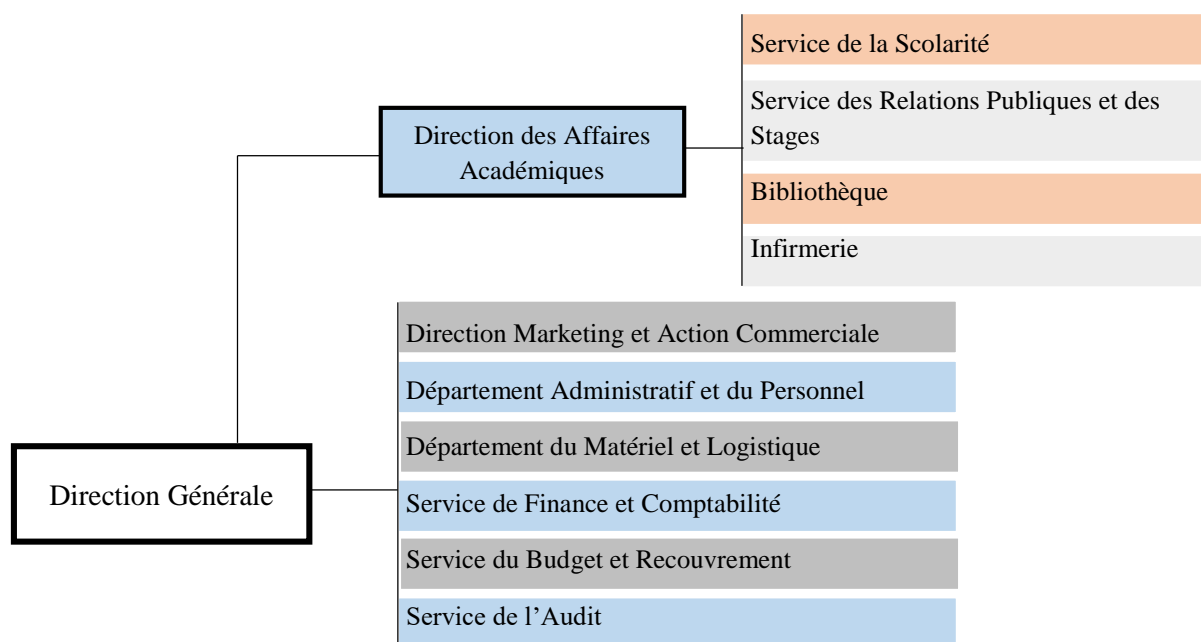 Service de la Scolarité
Service des Relations Publiques et des
Stages
Direction des Affaires
Académiques
Bibliothèque
Infirmerie
Direction Marketing et Action Commerciale
Département Administratif et du Personnel
Département du Matériel et Logistique
Direction Générale
Service de Finance et Comptabilité
Service du Budget et Recouvrement
Service de l’Audit